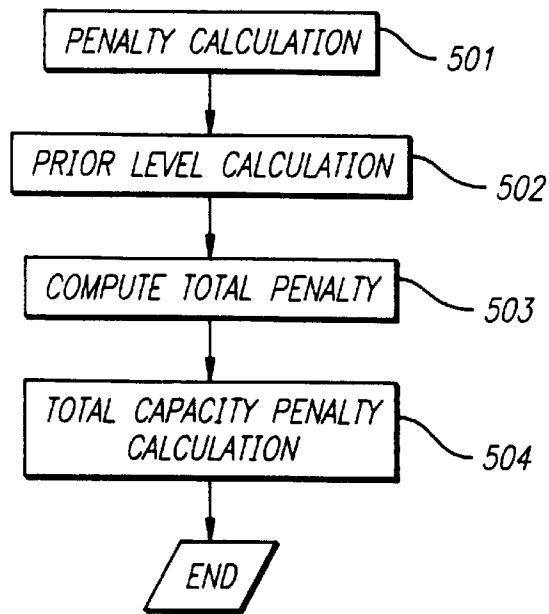 PENALTY CALCULATION
501
PRIOR LEVEL CALCULATION
502
COMPUTE TOTAL PENALTY
503
TOTAL CAPACITY PENALTY
CALCULATION
504
END